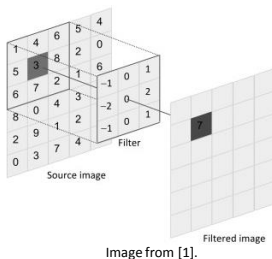 1 4 6 5 4
5 3 8 2 0
6 7 2 1 6
8 0 4 3
2 9 1 2
0 3 7 4
Source image
−1 0 1
−2 0 2
−1 0 1
Filter
7
Filtered image
Image from [1].